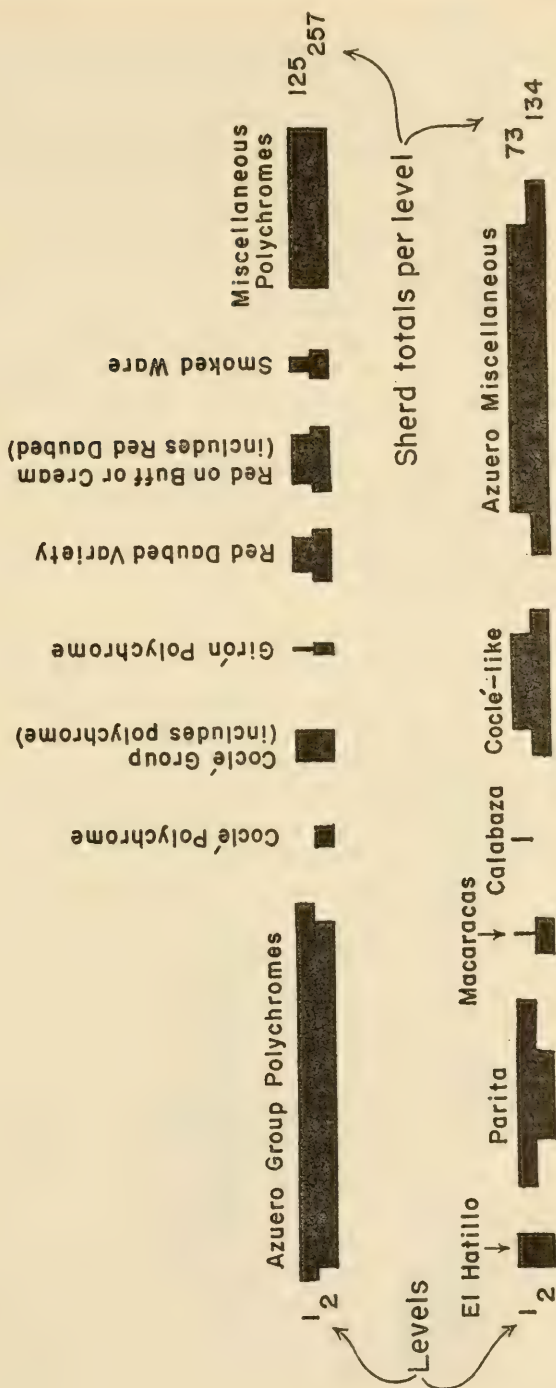 Azuero Group Polychromes
Coclé Polychrome
Coclé Group
(includes polychrome)
Girón Polychrome
Red Daubed Variety
Red on Buff or Cream
(includes Red Daubed)
Smoked Ware
Miscellaneous
Polychromes
1
2
125
257
Levels
Sherd totals per level
El Hatillo
Parita
Macaracas
Calabaza
Coclé-like
Azuero Miscellaneous
1
2
73
134